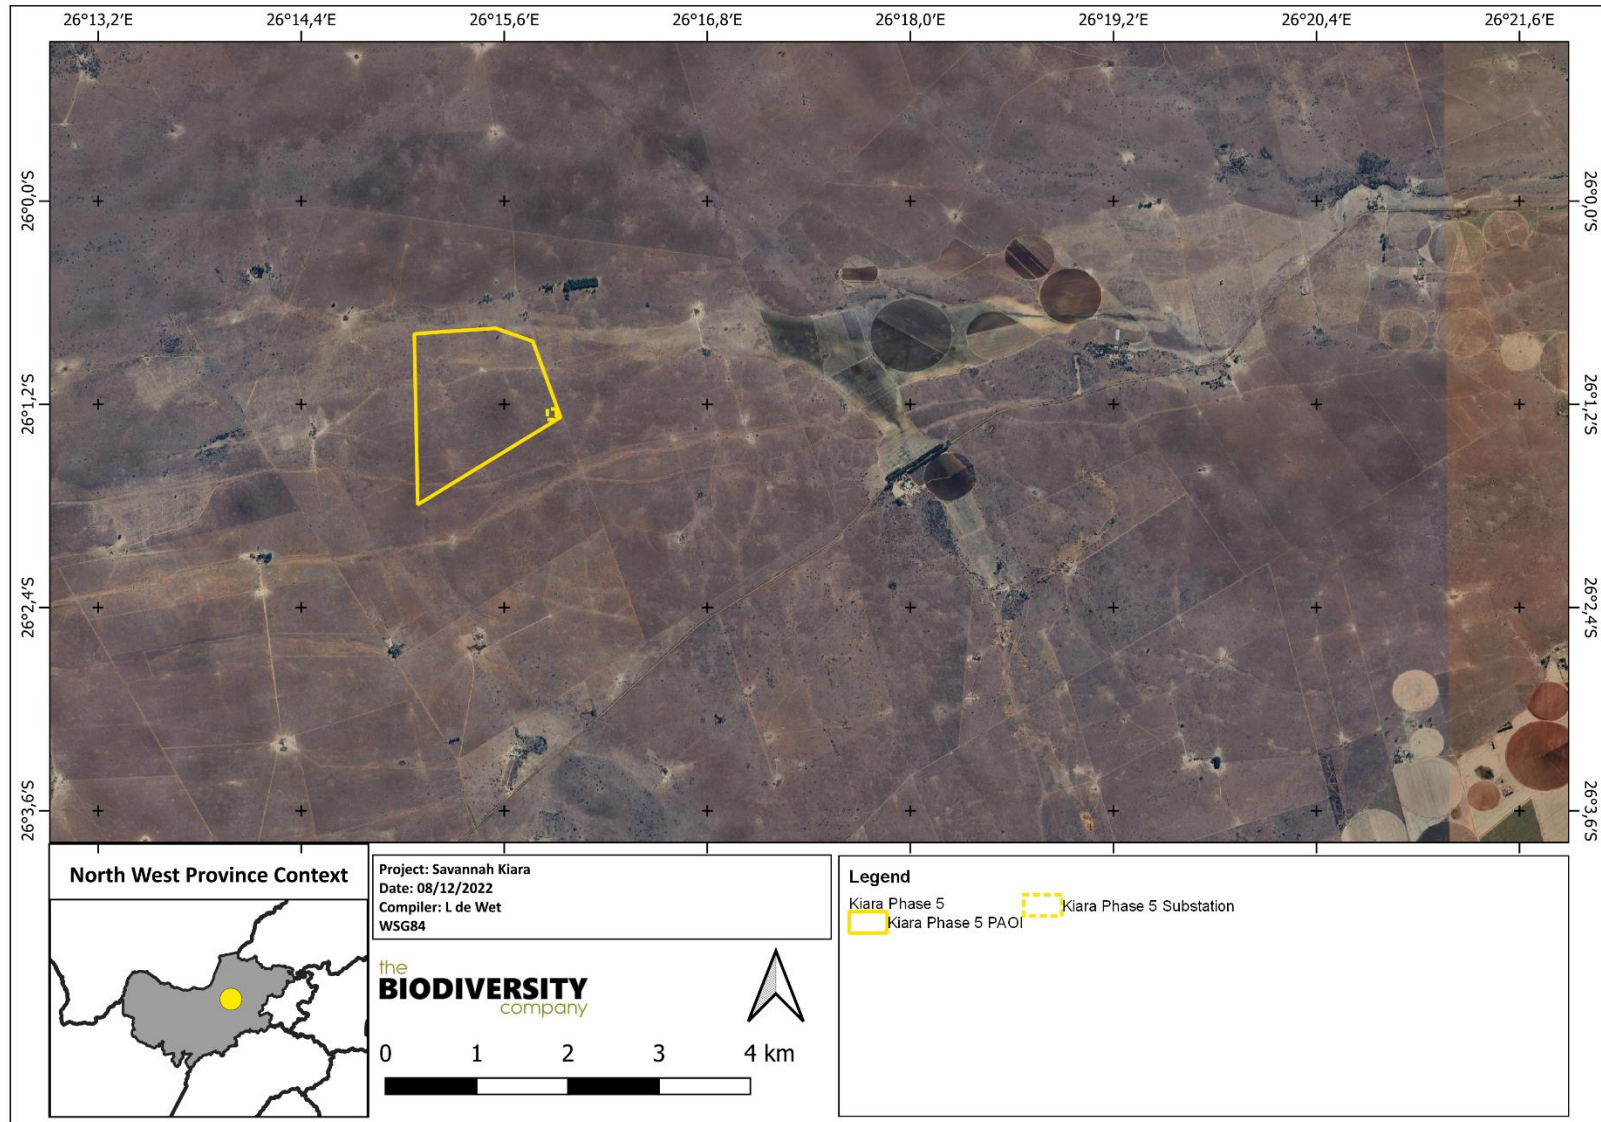 26°13,2′E 26°14,4′E 26°15,6′E 26°16,8′E 26°18,0′E 26°19,2′E 26°20,4′E 26°21,6′E
26°0,0′S 26°0,0′S
26°1,2′S 26°1,2′S
26°2,4′S 26°2,4′S
26°3,6′S 26°3,6′S
North West Province Context
Project: Savannah Kiara
Date: 08/12/2022
Compiler: L de Wet
WSG84
the
BIODIVERSITY
company
0 1 2 3 4 km
Legend
Kiara Phase 5
Kiara Phase 5 PAOI
Kiara Phase 5 Substation